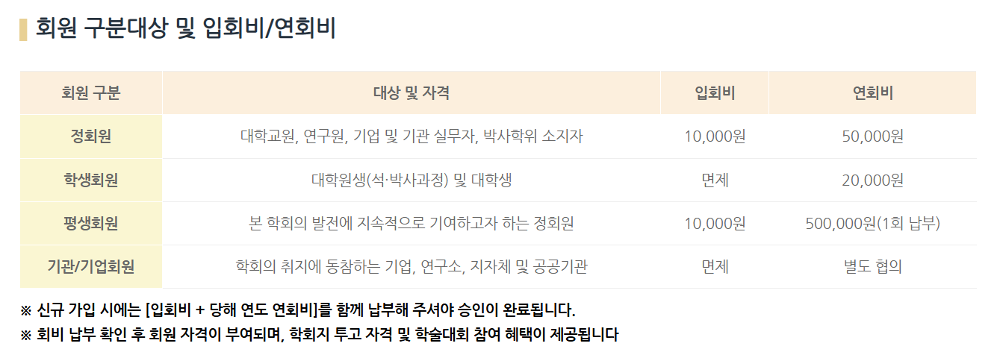 회원 구분대상 및 입회비/연회비
회원 구분 대상 및 자격 입회비 연회비
정회원 대학교원, 연구원, 기업 및 기관 실무자, 박사학위 소지자 10,000원 50,000원
학생회원 대학원생(석·박사과정) 및 대학생 면제 20,000원
평생회원 본 학회의 발전에 지속적으로 기여하고자 하는 정회원 10,000원 500,000원(1회 납부)
기관/기업회원 학회의 취지에 동참하는 기업, 연구소, 지자체 및 공공기관 면제 별도 협의
※ 신규 가입 시에는 [입회비 + 당해 연도 연회비]를 함께 납부해 주셔야 승인이 완료됩니다.
※ 회비 납부 확인 후 회원 자격이 부여되며, 학회지 투고 자격 및 학술대회 참여 혜택이 제공됩니다